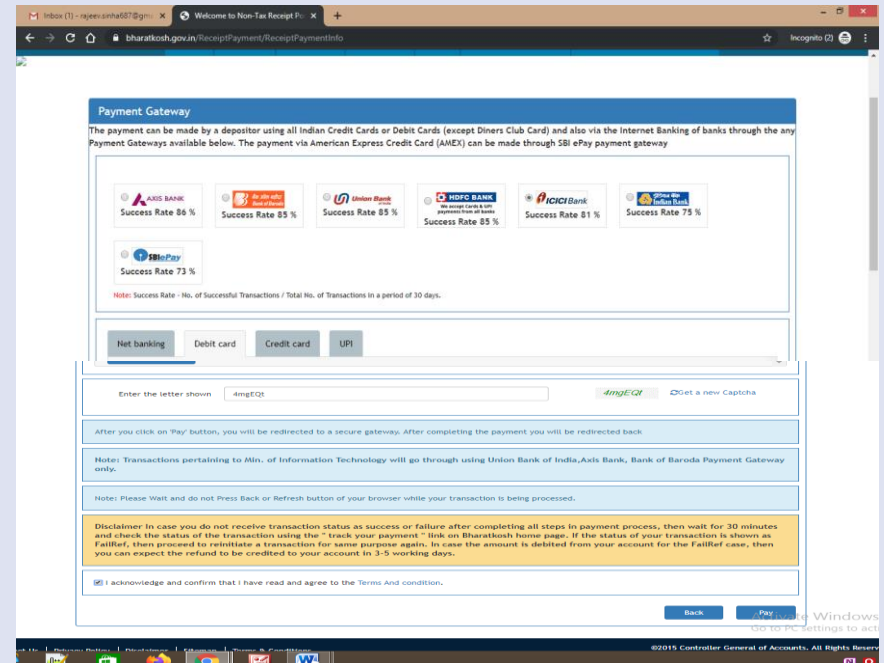 Inbox (1) - rajeev.sinha687@gm
Welcome to Non-Tax Receipt Po
bharatkosh.gov.in/ReceiptPayment/ReceiptPaymentInfo
Incognito (2)
Payment Gateway
The payment can be made by a depositor using all Indian Credit Cards or Debit Cards (except Diners Club Card) and also via the Internet Banking of banks through the any
Payment Gateways available below. The payment via American Express Credit Card (AMEX) can be made through SBI ePay payment gateway
AXIS BANK
Success Rate 86 %
Bank of Baroda
Success Rate 85 %
Union Bank
Success Rate 85 %
HDFC BANK
We accept Cards & UPI
payments from all banks
Success Rate 85 %
ICICI Bank
Success Rate 81 %
Indian Bank
Success Rate 75 %
SBIePay
Success Rate 73 %
Note: Success Rate - No. of Successful Transactions / Total No. of Transactions in a period of 30 days.
Net banking
Debit card
Credit card
UPI
Enter the letter shown
4mgEQt
4mgEQt
Get a new Captcha
After you click on 'Pay' button, you will be redirected to a secure gateway. After completing the payment you will be redirected back
Note: Transactions pertaining to Min. of Information Technology will go through using Union Bank of India,Axis Bank, Bank of Baroda Payment Gateway
only.
Note: Please Wait and do not Press Back or Refresh button of your browser while your transaction is being processed.
Disclaimer In case you do not receive transaction status as success or failure after completing all steps in payment process, then wait for 30 minutes
and check the status of the transaction using the " track your payment " link on Bharatkosh home page. If the status of your transaction is shown as
FailRef, then proceed to reinitiate a transaction for same purpose again. In case the amount is debited from your account for the FailRef case, then
you can expect the refund to be credited to your account in 3-5 working days.
I acknowledge and confirm that I have read and agree to the Terms And condition.
Back
Pay
Activate Windows
Go to PC settings to acti
©2015 Controller General of Accounts. All Rights Reserv